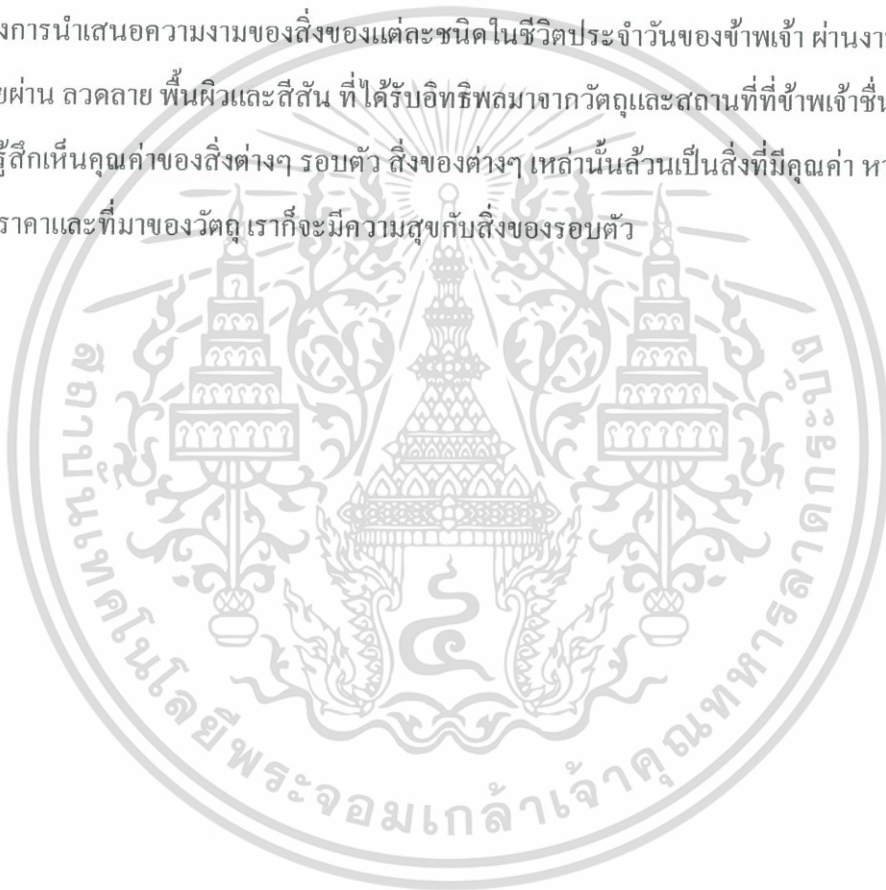 งการนำเสนอความงามของสิ่งของแต่ละชนิดในชีวิตประจำวันของข้าพเจ้า ผ่านงา
ยผ่าน ลวดลาย พื้นผิวและสีสัน ที่ได้รับอิทธิพลมาจากวัตถุและสถานที่ที่ข้าพเจ้าชื่น
รู้สึกเห็นคุณค่าของสิ่งต่างๆ รอบตัว สิ่งของต่างๆ เหล่านั้นล้วนเป็นสิ่งที่มีคุณค่า หา
ราคาและที่มาของวัตถุ เราก็จะมีความสุขกับสิ่งของรอบตัว
สถาบันเทคโนโลยีพระจอมเกล้าเจ้าคุณทหารลาดกระบัง
๔